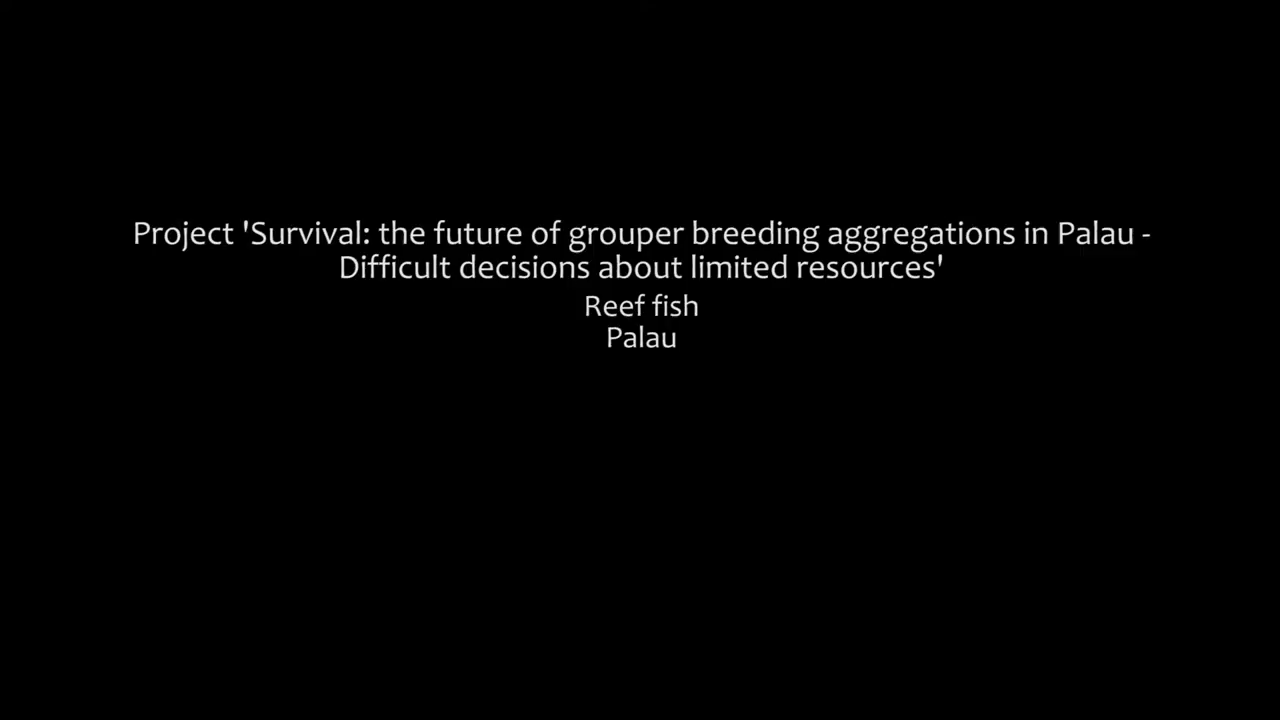 Project 'Survival: the future of grouper breeding aggregations in Palau -
Difficult decisions about limited resources'
Reef fish
Palau